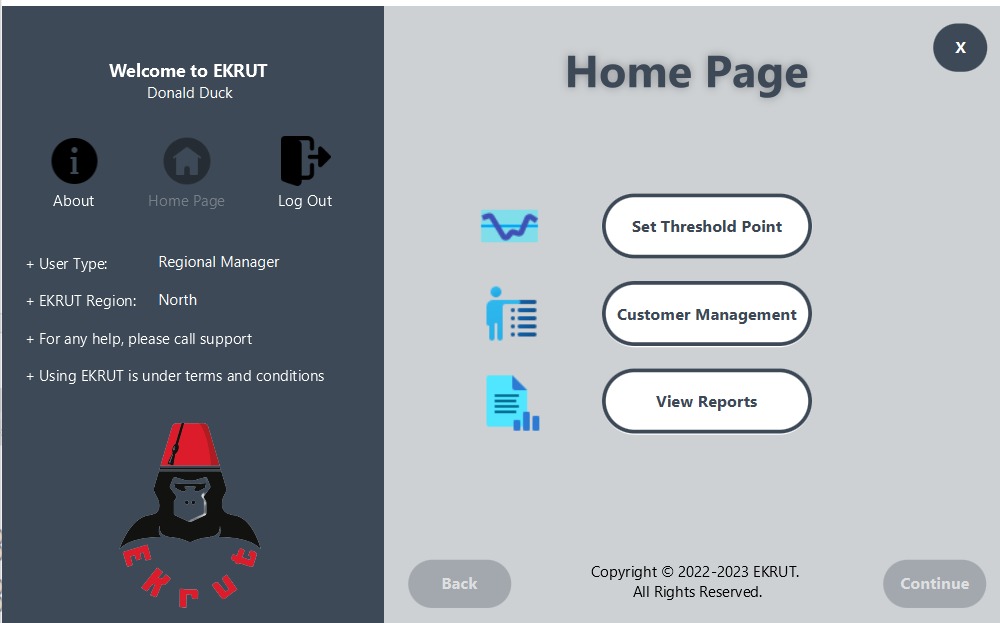 Welcome to EKRUT
Donald Duck
i
About
Home Page
Log Out
+ User Type:
Regional Manager
+ EKRUT Region:
North
+ For any help, please call support
+ Using EKRUT is under terms and conditions
EKrUT
Home Page
X
Set Threshold Point
Customer Management
View Reports
Back
Copyright © 2022-2023 EKRUT.
All Rights Reserved.
Continue